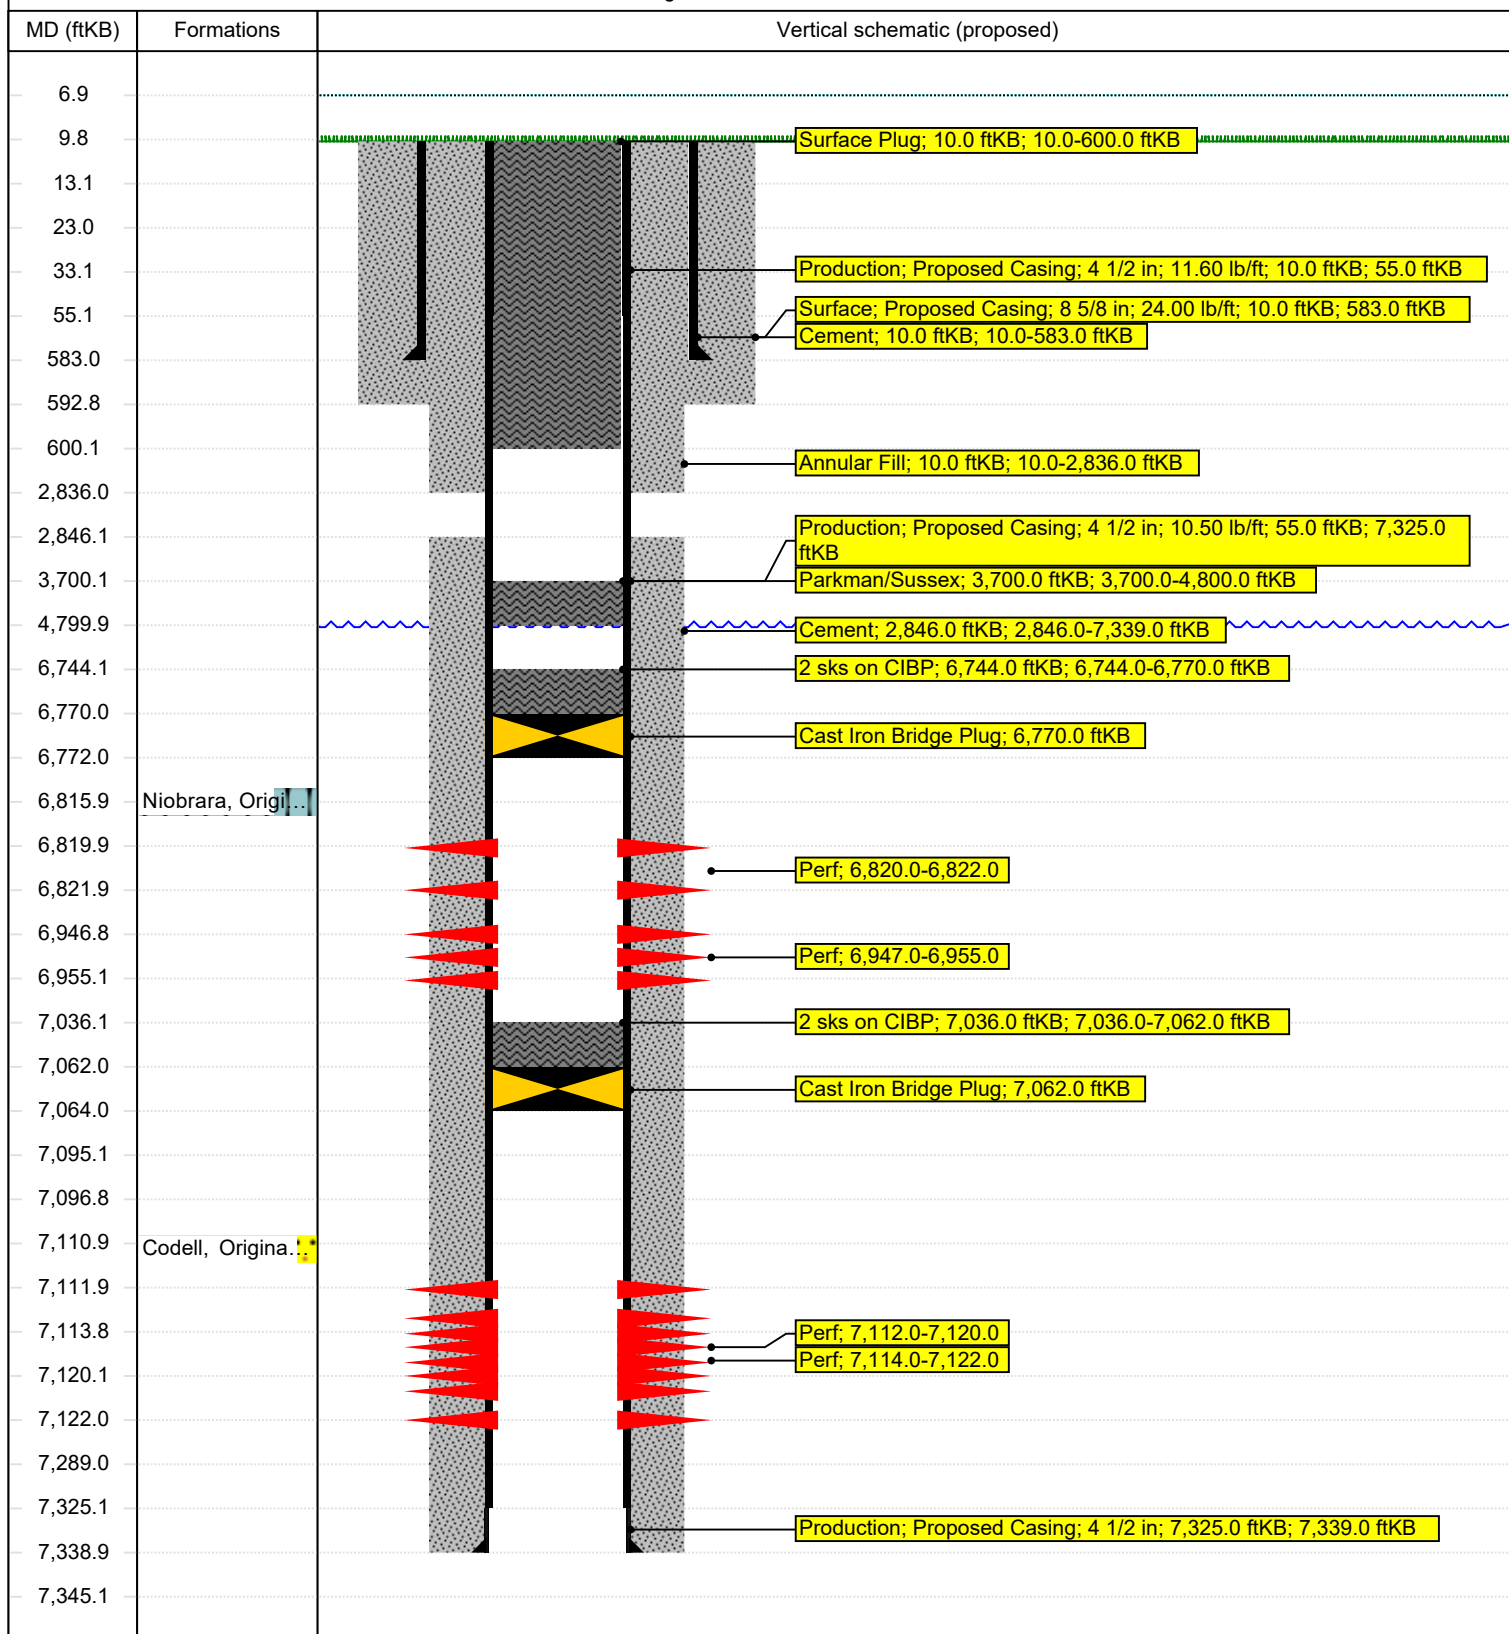 MD (ftKB) Formations Vertical schematic (proposed)
6.9
9.8
Surface Plug; 10.0 ftKB; 10.0-600.0 ftKB
13.1
23.0
33.1
Production; Proposed Casing; 4 1/2 in; 11.60 lb/ft; 10.0 ftKB; 55.0 ftKB
55.1
Surface; Proposed Casing; 8 5/8 in; 24.00 lb/ft; 10.0 ftKB; 583.0 ftKB
Cement; 10.0 ftKB; 10.0-583.0 ftKB
583.0
592.8
600.1
Annular Fill; 10.0 ftKB; 10.0-2,836.0 ftKB
2,836.0
2,846.1
Production; Proposed Casing; 4 1/2 in; 10.50 lb/ft; 55.0 ftKB; 7,325.0
ftKB
3,700.1
Parkman/Sussex; 3,700.0 ftKB; 3,700.0-4,800.0 ftKB
4,799.9
Cement; 2,846.0 ftKB; 2,846.0-7,339.0 ftKB
6,744.1
2 sks on CIBP; 6,744.0 ftKB; 6,744.0-6,770.0 ftKB
6,770.0
Cast Iron Bridge Plug; 6,770.0 ftKB
6,772.0
6,815.9
Niobrara, Origi...
6,819.9
Perf; 6,820.0-6,822.0
6,821.9
6,946.8
Perf; 6,947.0-6,955.0
6,955.1
7,036.1
2 sks on CIBP; 7,036.0 ftKB; 7,036.0-7,062.0 ftKB
7,062.0
Cast Iron Bridge Plug; 7,062.0 ftKB
7,064.0
7,095.1
7,096.8
7,110.9
Codell, Origina...
7,111.9
7,113.8
Perf; 7,112.0-7,120.0
Perf; 7,114.0-7,122.0
7,120.1
7,122.0
7,289.0
7,325.1
Production; Proposed Casing; 4 1/2 in; 7,325.0 ftKB; 7,339.0 ftKB
7,338.9
7,345.1